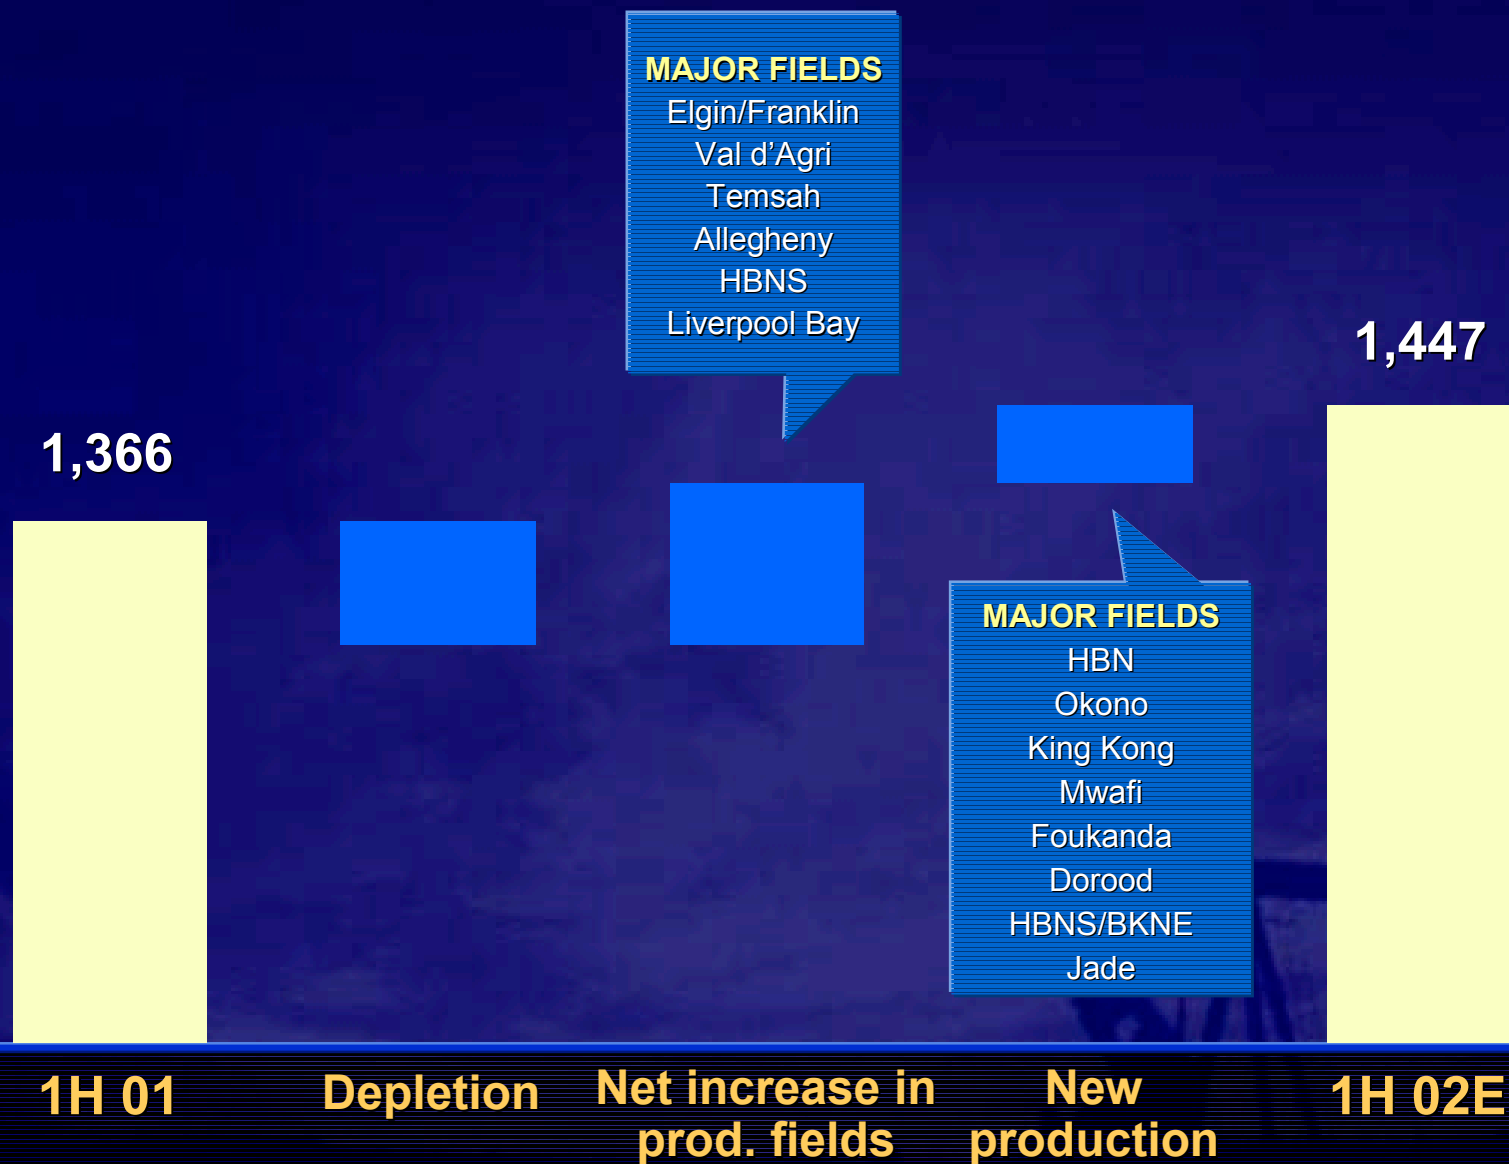 MAJOR FIELDS
Elgin/Franklin
Val d’Agri
Temsah
Allegheny
HBNS
Liverpool Bay
1,447
1,366
MAJOR FIELDS
HBN
Okono
King Kong
Mwafi
Foukanda
Dorood
HBNS/BKNE
Jade
1H 01
Depletion
Net increase in
prod. fields
New
production
1H 02E